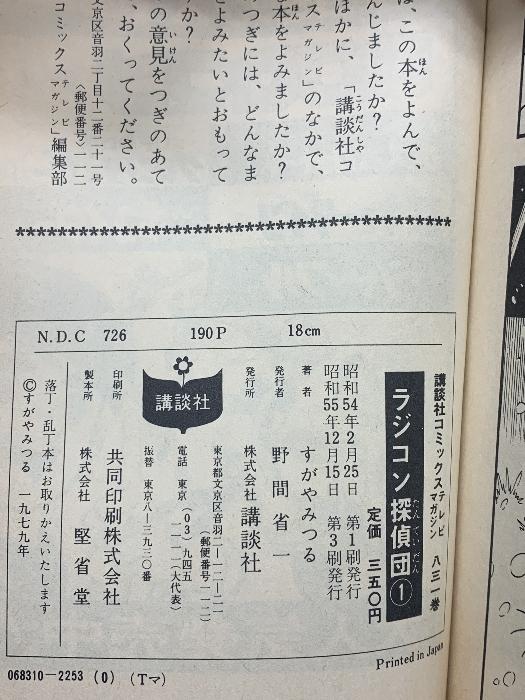 は、この本をよんで、
んじましたか?
ほかに、「講談社コ
ステレビマガジン」のなかで、
な本をよみましたか?
つぎには、どんなま
とよみたいとおもって
か?
の意見をつぎのあて
、おくってください。
文京区音羽二丁目十二番二十一号
〈郵便番号〉一一二
コミックステレビマガジン」編集部
N.D.C 726 190P 18cm
講談社コミックステレビマガジン 八三一巻
ラジコン探偵団①
定価 三五〇円
昭和54年2月25日 第1刷発行
昭和55年12月15日 第3刷発行
著者 すがやみつる
発行者 野間省一
発行所 株式会社 講談社
東京都文京区音羽二―一二―二一
(郵便番号一一二)
電話 東京(03)九四五
一一一一(大代表)
振替 東京八―三九三〇番
講談社
印刷所 共同印刷株式会社
製本所 株式会社 堅省堂
落丁・乱丁本はお取りかえいたします
©すがやみつる 一九七九年
Printed in Japan
068310-2253 (0) (Tマ)